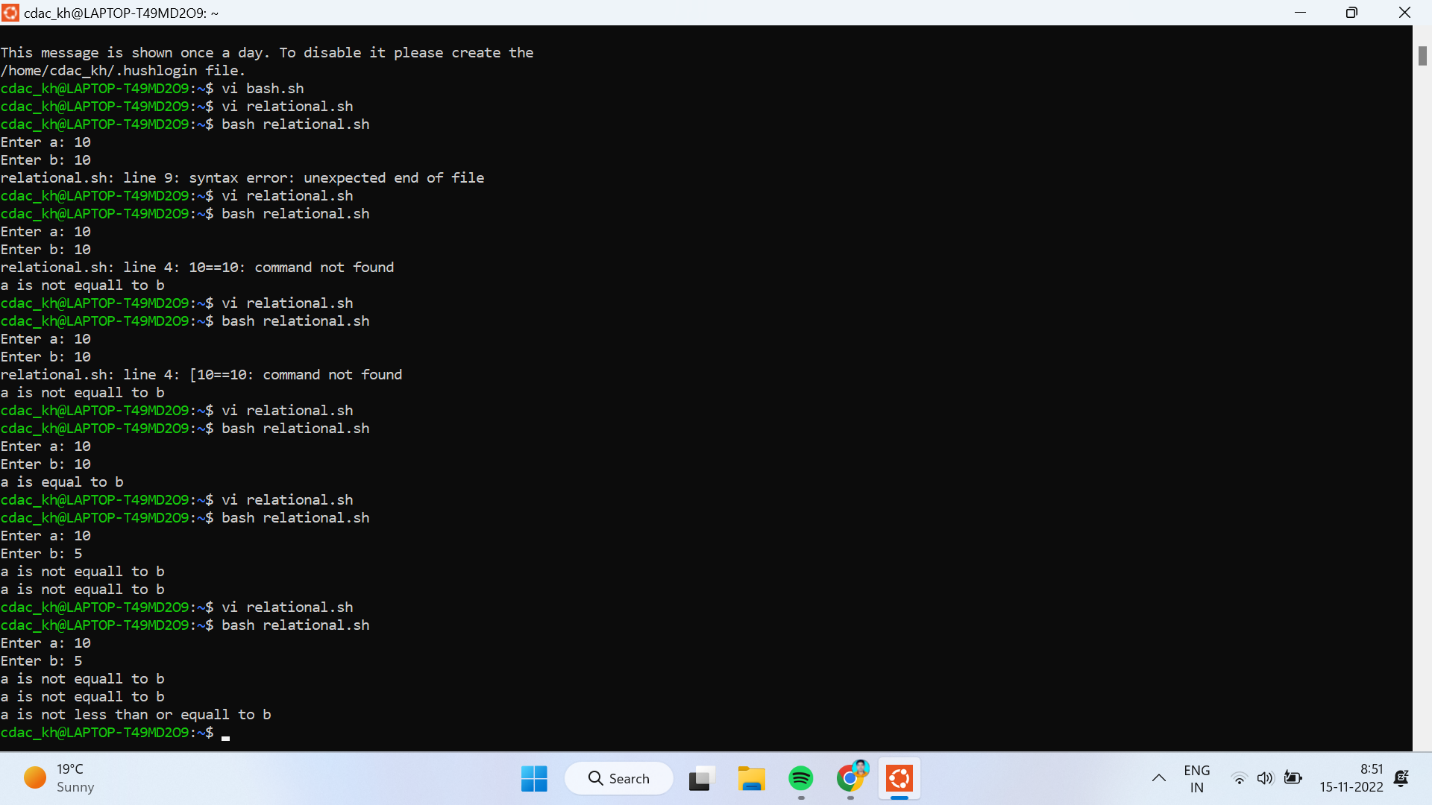 cdac_kh@LAPTOP-T49MD2O9: ~
This message is shown once a day. To disable it please create the
/home/cdac_kh/.hushlogin file.
cdac_kh@LAPTOP-T49MD2O9:~$ vi bash.sh
cdac_kh@LAPTOP-T49MD2O9:~$ vi relational.sh
cdac_kh@LAPTOP-T49MD2O9:~$ bash relational.sh
Enter a: 10
Enter b: 10
relational.sh: line 9: syntax error: unexpected end of file
cdac_kh@LAPTOP-T49MD2O9:~$ vi relational.sh
cdac_kh@LAPTOP-T49MD2O9:~$ bash relational.sh
Enter a: 10
Enter b: 10
relational.sh: line 4: 10==10: command not found
a is not equall to b
cdac_kh@LAPTOP-T49MD2O9:~$ vi relational.sh
cdac_kh@LAPTOP-T49MD2O9:~$ bash relational.sh
Enter a: 10
Enter b: 10
relational.sh: line 4: [10==10: command not found
a is not equall to b
cdac_kh@LAPTOP-T49MD2O9:~$ vi relational.sh
cdac_kh@LAPTOP-T49MD2O9:~$ bash relational.sh
Enter a: 10
Enter b: 10
a is equal to b
cdac_kh@LAPTOP-T49MD2O9:~$ vi relational.sh
cdac_kh@LAPTOP-T49MD2O9:~$ bash relational.sh
Enter a: 10
Enter b: 5
a is not equall to b
a is not equall to b
cdac_kh@LAPTOP-T49MD2O9:~$ vi relational.sh
cdac_kh@LAPTOP-T49MD2O9:~$ bash relational.sh
Enter a: 10
Enter b: 5
a is not equall to b
a is not equall to b
a is not less than or equall to b
cdac_kh@LAPTOP-T49MD2O9:~$
19°C
Sunny
Search
ENG
IN
8:51
15-11-2022